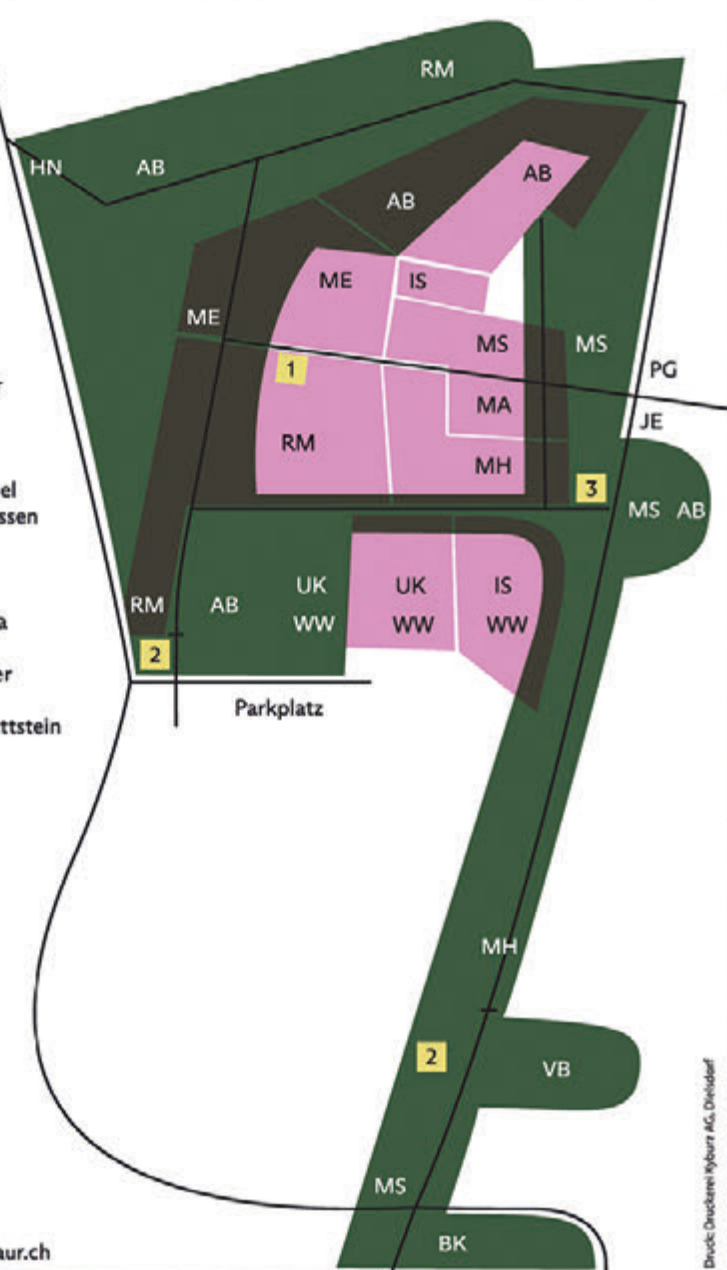 RM
HN
AB
AB
AB
ME
IS
ME
MS
MS
PG
1
MA
JE
RM
MH
3
MS AB
el
ssen
UK
UK
IS
RM
AB
WW
WW
WW
a
2
er
Parkplatz
ttstein
MH
2
VB
MS
BK
aur.ch
Druck: Druckerei Kyburz AG, Dielsdorf